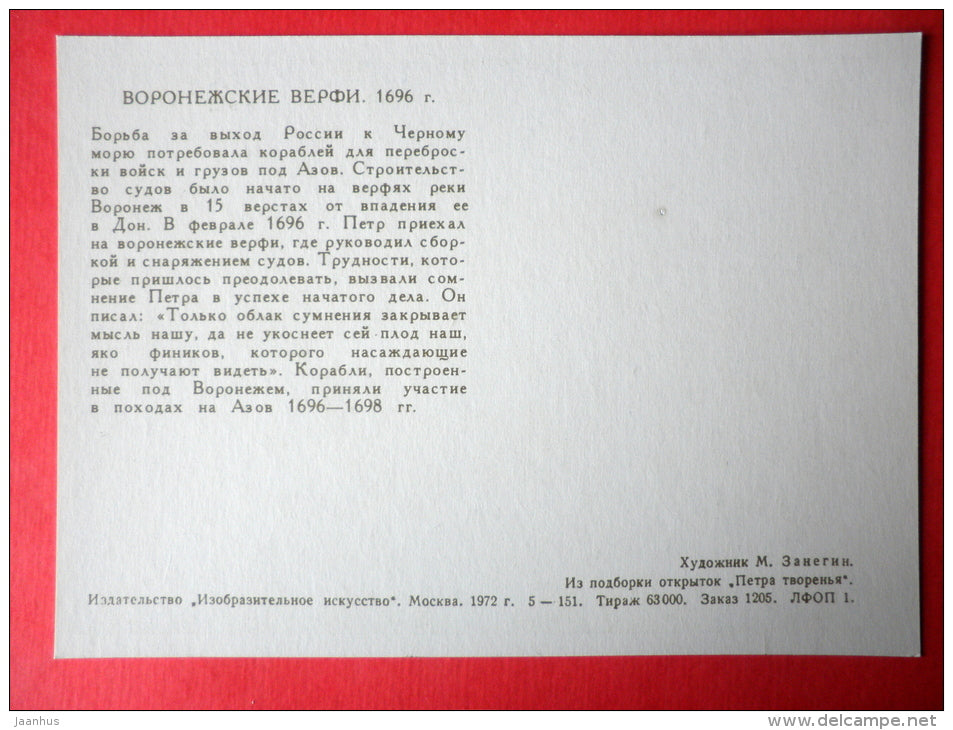 ВОРОНЕЖСКИЕ ВЕРФИ. 1696 г.
Борьба за выход России к Черному
морю потребовала кораблей для переброс-
ки войск и грузов под Азов. Строительст-
во судов было начато на верфях реки
Воронеж в 15 верстах от впадения ее
в Дон. В феврале 1696 г. Петр приехал
на воронежские верфи, где руководил сбор-
кой и снаряжением судов. Трудности, кото-
рые пришлось преодолевать, вызвали сом-
нение Петра в успехе начатого дела. Он
писал: «Только облак сумнения закрывает
мысль нашу, да не укоснеет сей плод наш,
яко фиников, которого насаждающие
не получают видеть». Корабли, построен-
ные под Воронежем, приняли участие
в походах на Азов 1696—1698 гг.
Художник М. Занегин.
Из подборки открыток „Петра творенья“.
Издательство „Изобразительное искусство“. Москва. 1972 г. 5—151. Тираж 63000. Заказ 1205. ЛФОП 1.
Jaanhus
www.delcampe.net